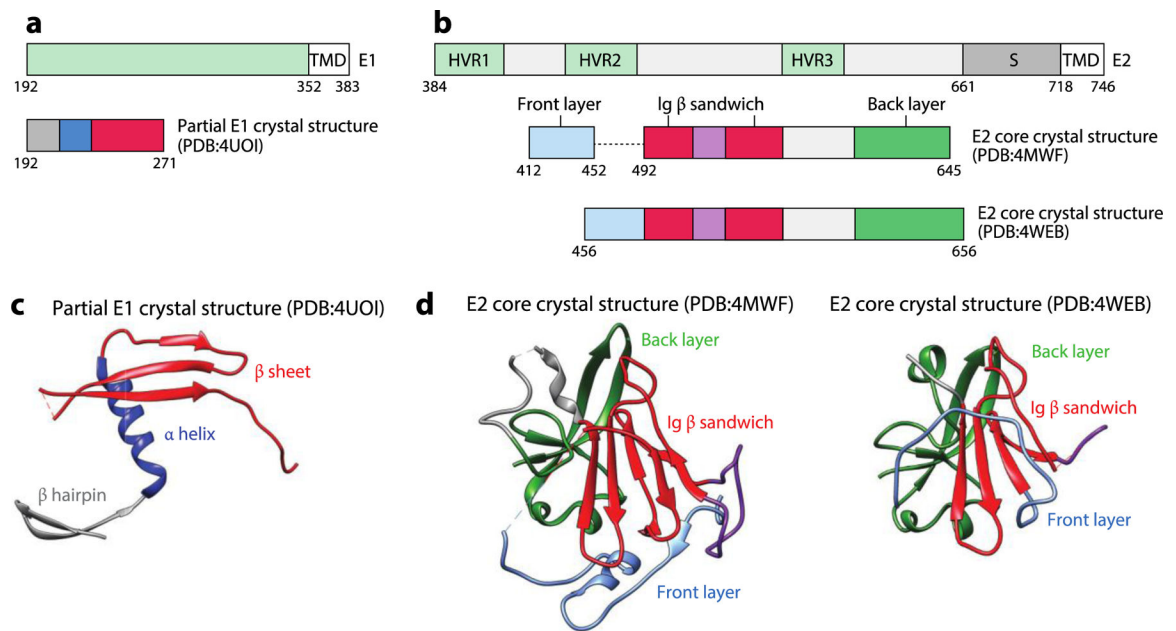 a
TMD E1
192 352 383
Partial E1 crystal structure
(PDB:4UOI)
192 271
b
HVR1 HVR2 HVR3 S TMD E2
384 661 718 746
Front layer Ig β sandwich Back layer
E2 core crystal structure
(PDB:4MWF)
412 452 492 645
E2 core crystal structure
(PDB:4WEB)
456 656
c
Partial E1 crystal structure (PDB:4UOI)
β sheet
α helix
β hairpin
d
E2 core crystal structure (PDB:4MWF)
Back layer
Ig β sandwich
Front layer
E2 core crystal structure (PDB:4WEB)
Back layer
Ig β sandwich
Front layer